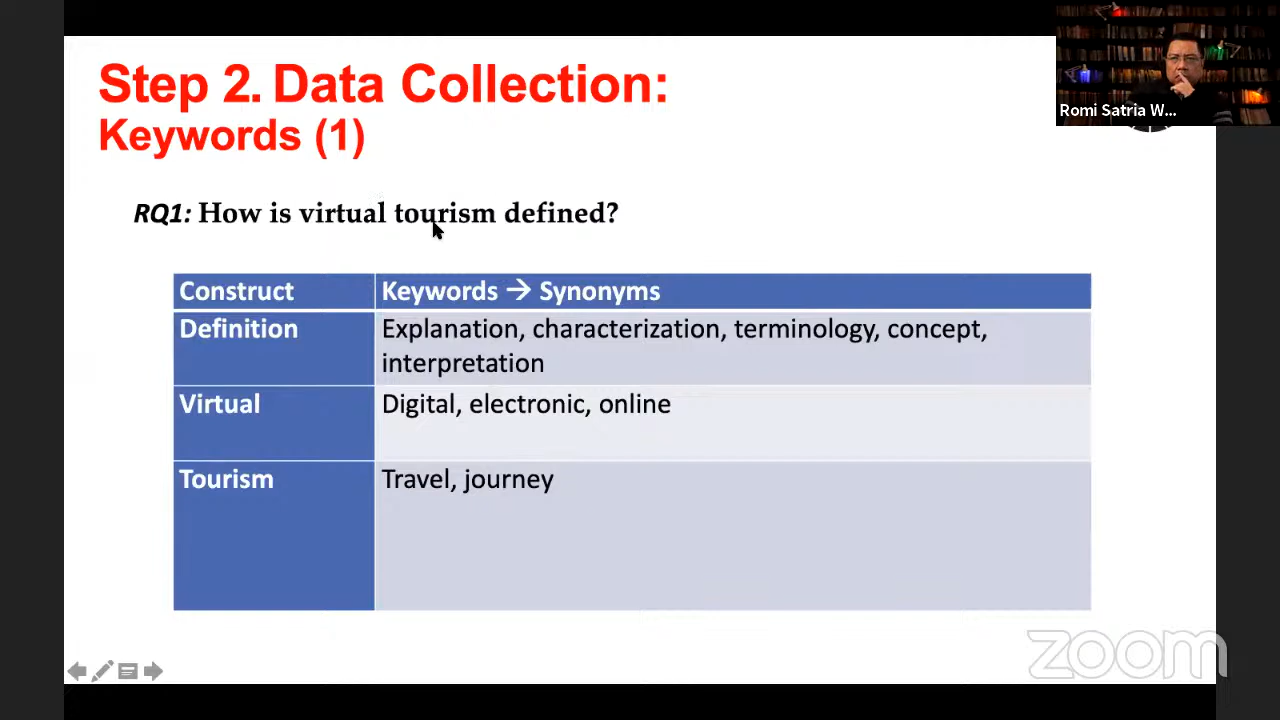 Romi Satria W...
Step 2. Data Collection:
Keywords (1)
RQ1: How is virtual tourism defined?
Construct
Keywords → Synonyms
Definition
Explanation, characterization, terminology, concept,
interpretation
Virtual
Digital, electronic, online
Tourism
Travel, journey
zoom